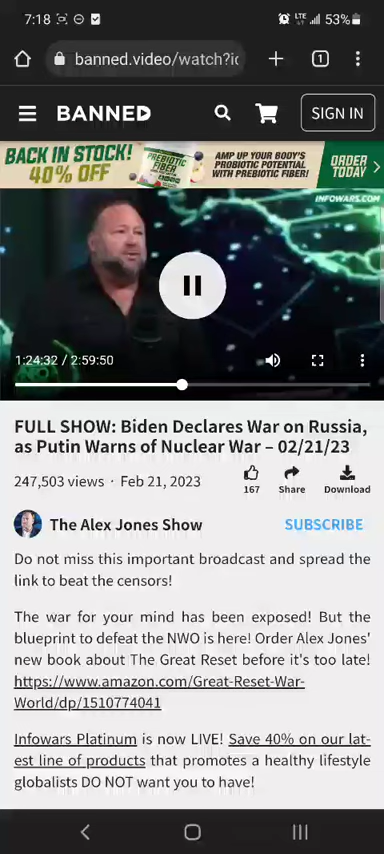 7:18
LTE 53%
banned.video/watch?i
1
BANNED
SIGN IN
BACK IN STOCK!
40% OFF
PREBIOTIC
FIBER
AMP UP YOUR BODY'S
PROBIOTIC POTENTIAL
WITH PREBIOTIC FIBER!
ORDER
TODAY
INFOWARS.COM
1:24:32 / 2:59:50
FULL SHOW: Biden Declares War on Russia,
as Putin Warns of Nuclear War – 02/21/23
247,503 views · Feb 21, 2023
167
Share
Download
The Alex Jones Show
SUBSCRIBE
Do not miss this important broadcast and spread the
link to beat the censors!
The war for your mind has been exposed! But the
blueprint to defeat the NWO is here! Order Alex Jones'
new book about The Great Reset before it's too late!
https://www.amazon.com/Great-Reset-War-
World/dp/1510774041
Infowars Platinum is now LIVE! Save 40% on our lat-
est line of products that promotes a healthy lifestyle
globalists DO NOT want you to have!